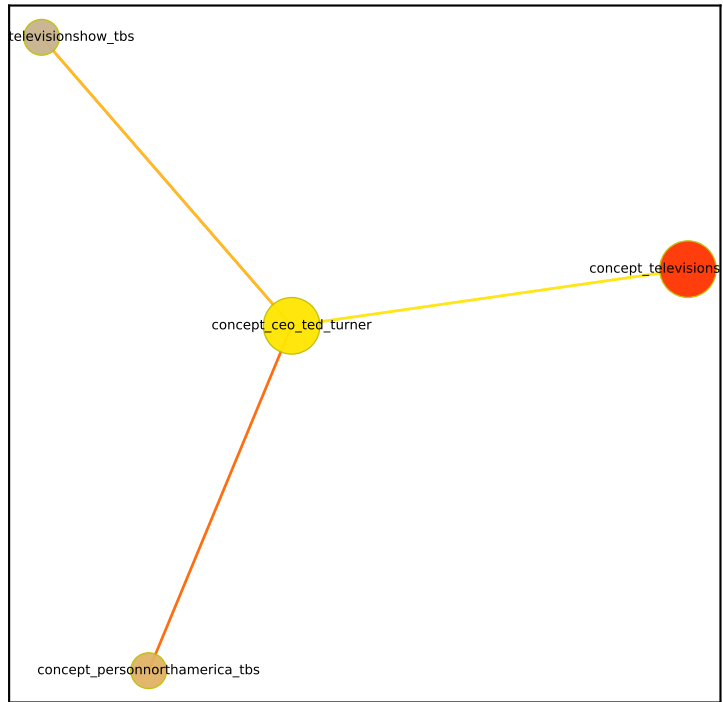 televisionshow_tbs
concept_televisions
concept_ceo_ted_turner
concept_personnorthamerica_tbs